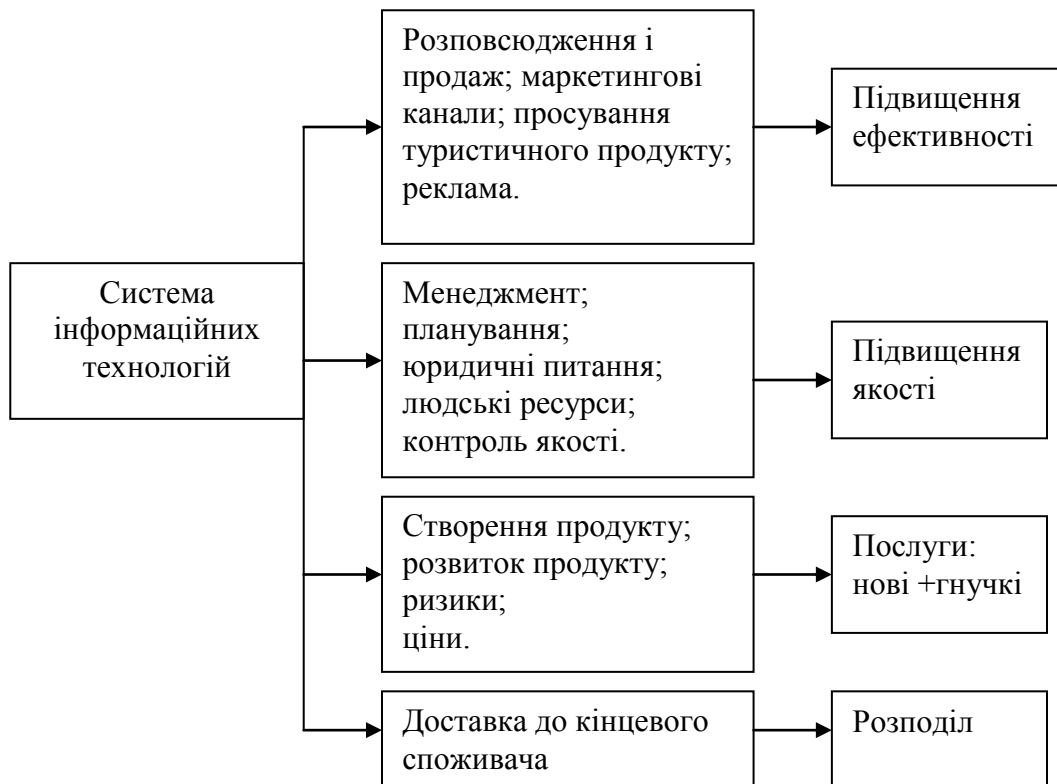 Розповсюдження і
продаж; маркетингові
канали; просування
туристичного продукту;
реклама.
Підвищення
ефективності
Система
інформаційних
технологій
Менеджмент;
планування;
юридичні питання;
людські ресурси;
контроль якості.
Підвищення
якості
Створення продукту;
розвиток продукту;
ризики;
ціни.
Послуги:
нові +гнучкі
Доставка до кінцевого
споживача
Розподіл